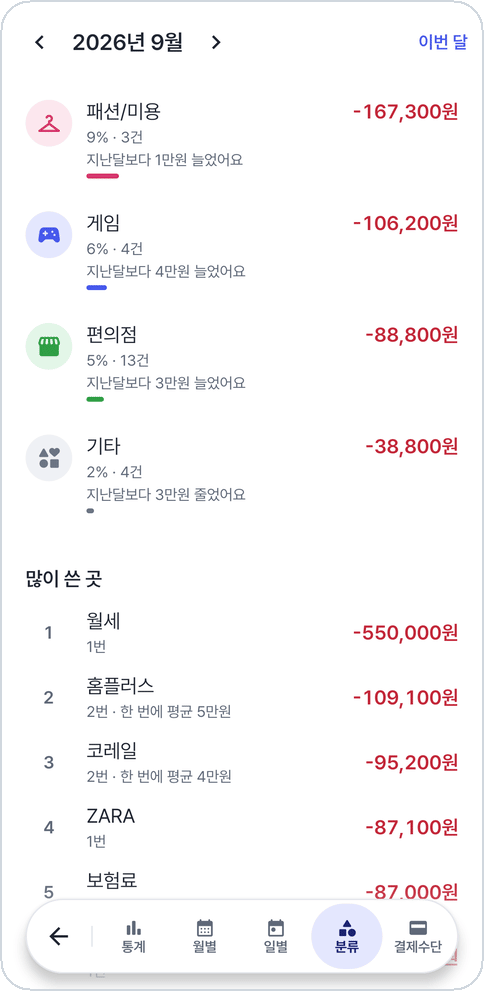 2026년 9월
이번 달
패션/미용
-167,300원
9% · 3건
지난달보다 1만원 늘었어요
게임
-106,200원
6% · 4건
지난달보다 4만원 늘었어요
편의점
-88,800원
5% · 13건
지난달보다 3만원 늘었어요
기타
-38,800원
2% · 4건
지난달보다 3만원 줄었어요
많이 쓴 곳
1
월세
-550,000원
1번
2
홈플러스
-109,100원
2번 · 한 번에 평균 5만원
3
코레일
-95,200원
2번 · 한 번에 평균 4만원
4
ZARA
-87,100원
1번
5
보험료
-87,000원
통계
월별
일별
분류
결제수단